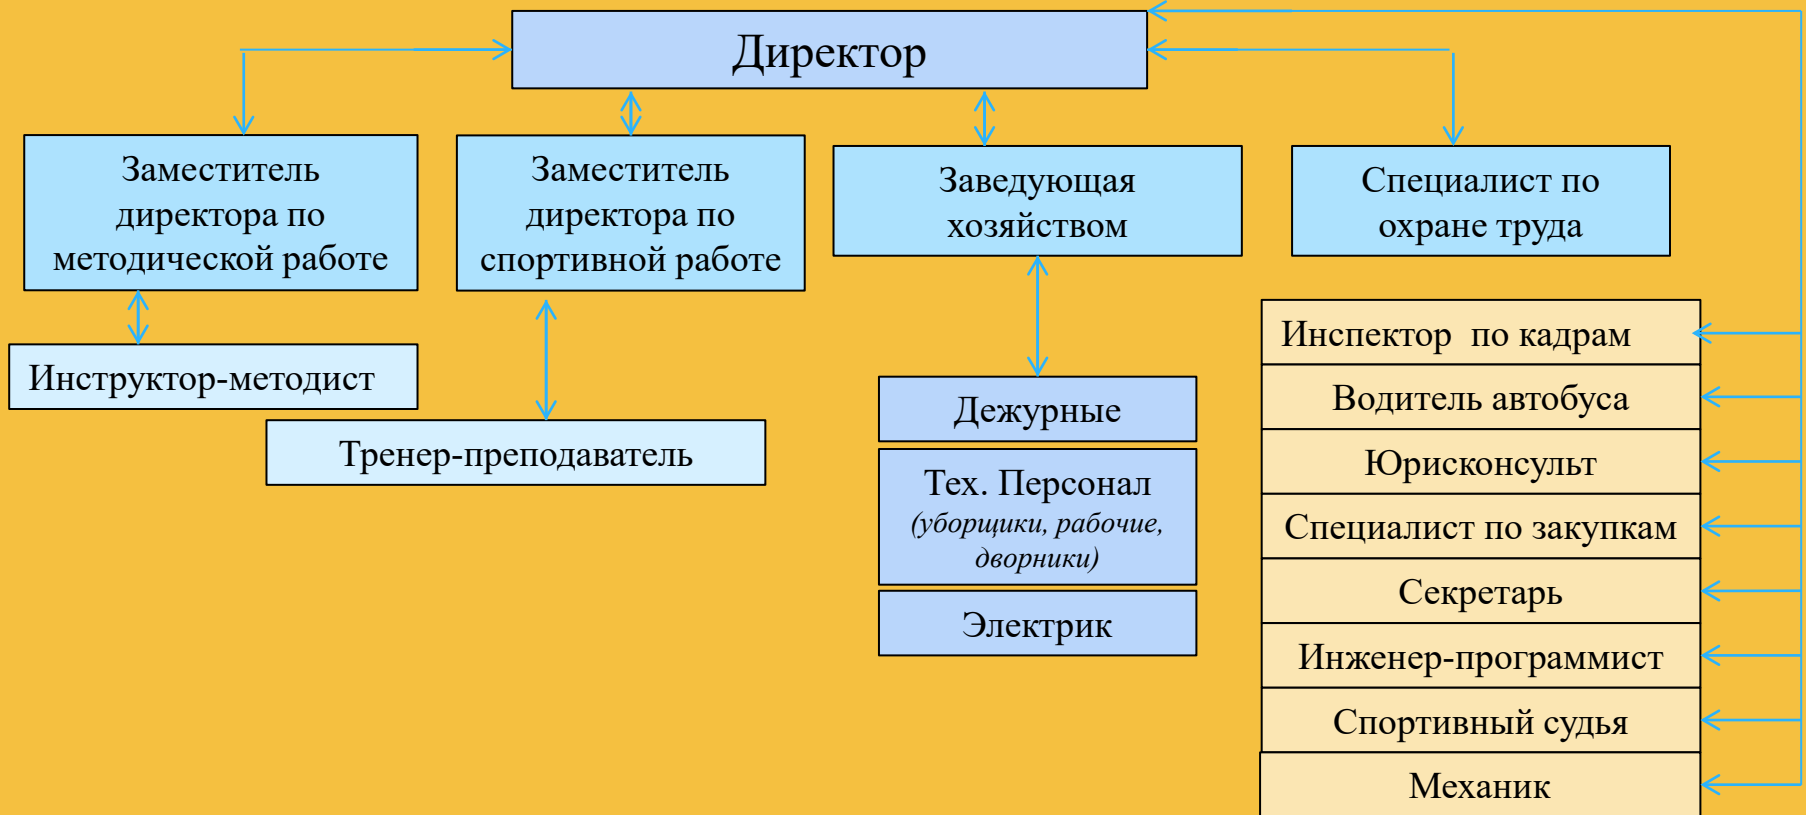 Директор
Заместитель
директора по
методической работе
Заместитель
директора по
спортивной работе
Заведующая
хозяйством
Специалист по
охране труда
Инструктор-методист
Тренер-преподаватель
Дежурные
Тех. Персонал
(уборщики, рабочие,
дворники)
Электрик
Инспектор по кадрам
Водитель автобуса
Юрисконсульт
Специалист по закупкам
Секретарь
Инженер-программист
Спортивный судья
Механик